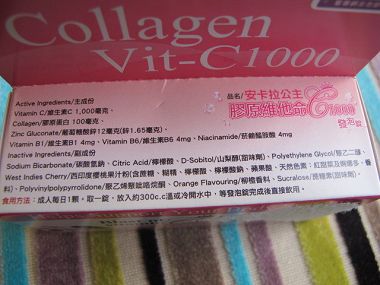 Collagen
Vit-C1000
Active Ingredients/主成份
Vitamin C/維生素C 1,000毫克、
Collagen/膠原蛋白 100毫克、
Zinc Gluconate/葡萄糖酸鋅12毫克(鋅1.65毫克)、
Vitamin B1/維生素B1 4mg、Vitamin B6/維生素B6 4mg、Niacinamide/菸鹼醯胺 4mg
Inactive Ingredients/副成份
Sodium Bicarbonate/碳酸氫鈉、Citric Acid/檸檬酸、D-Sobitol/山梨醇(甜味劑)、Polyethylene Glycol/聚乙二醇、
West Indies Cherry/西印度櫻桃果汁粉(含蔗糖、糊精、檸檬酸、檸檬酸鈉、蘋果酸、天然色素：紅甜菜及焦糖、香
料)、Polyvinylpolypyrrolidone/聚乙烯聚吡咯烷酮、Orange Flavouring/柳橙香料、Sucralose/蔗糖素(甜味劑)。
食用方法：成人每日1顆。取一錠，放入約300c.c溫或冷開水中，等發泡錠完成後直接飲用。
品名/安卡拉公主
膠原維他命C1000
發泡錠